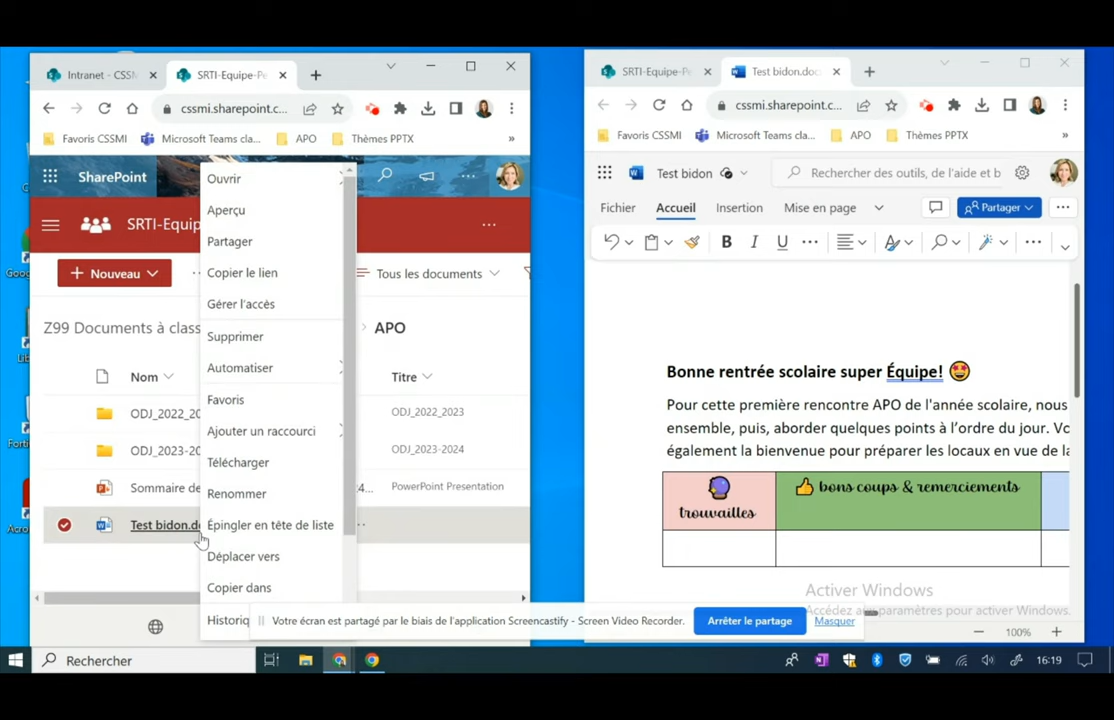 Intranet - CSSM
SRTI-Equipe-Pe
cssmi.sharepoint.c...
Favoris CSSMI
Microsoft Teams cla...
APO
Thèmes PPTX
»
SharePoint
SRTI-Equip
Nouveau
Tous les documents
Z99 Documents à class
APO
Nom
Titre
ODJ_2022_20
ODJ_2022_2023
ODJ_2023-20
ODJ_2023-2024
Sommaire de
24...
PowerPoint Presentation
Test bidon.do
Ouvrir
Aperçu
Partager
Copier le lien
Gérer l'accès
Supprimer
Automatiser
Favoris
Ajouter un raccourci
Télécharger
Renommer
Épingler en tête de liste
Déplacer vers
Copier dans
Historiq
SRTI-Equipe-Pe
Test bidon.doc
cssmi.sharepoint.c...
Favoris CSSMI
Microsoft Teams cla...
APO
Thèmes PPTX
»
Test bidon
Rechercher des outils, de l'aide et b
Fichier
Accueil
Insertion
Mise en page
Partager
B I U
Bonne rentrée scolaire super Équipe! 🤩
Pour cette première rencontre APO de l'année scolaire, nous
ensemble, puis, aborder quelques points à l'ordre du jour. Vo
également la bienvenue pour préparer les locaux en vue de la
trouvailles
👍 bons coups & remerciements
Activer Windows
Accédez aux paramètres pour activer Windows.
100%
Votre écran est partagé par le biais de l'application Screencastify - Screen Video Recorder.
Arrêter le partage
Masquer
Rechercher
16:19